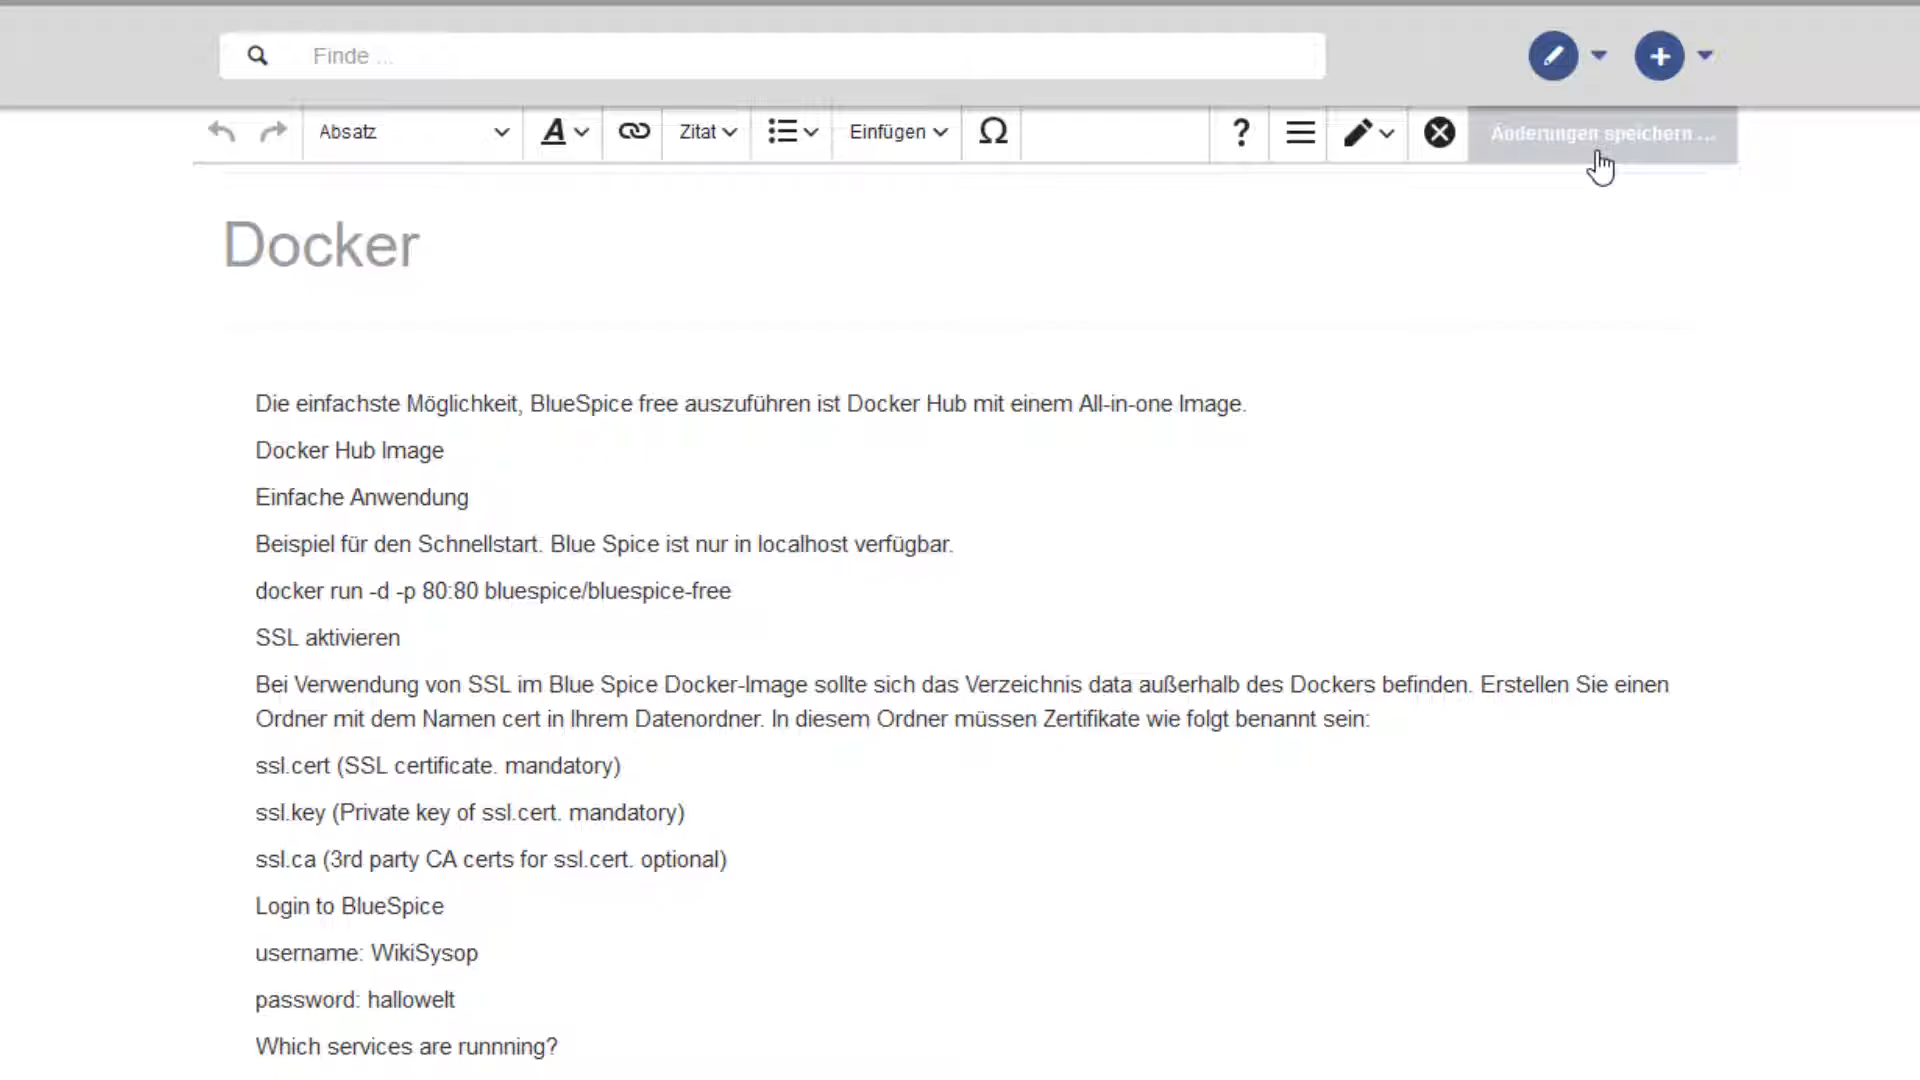 Finde ...
Absatz
Zitat
Einfügen
Änderungen speichern ...
Docker
Die einfachste Möglichkeit, BlueSpice free auszuführen ist Docker Hub mit einem All-in-one Image.
Docker Hub Image
Einfache Anwendung
Beispiel für den Schnellstart. Blue Spice ist nur in localhost verfügbar.
docker run -d -p 80:80 bluespice/bluespice-free
SSL aktivieren
Bei Verwendung von SSL im Blue Spice Docker-Image sollte sich das Verzeichnis data außerhalb des Dockers befinden. Erstellen Sie einen
Ordner mit dem Namen cert in Ihrem Datenordner. In diesem Ordner müssen Zertifikate wie folgt benannt sein:
ssl.cert (SSL certificate. mandatory)
ssl.key (Private key of ssl.cert. mandatory)
ssl.ca (3rd party CA certs for ssl.cert. optional)
Login to BlueSpice
username: WikiSysop
password: hallowelt
Which services are runnning?